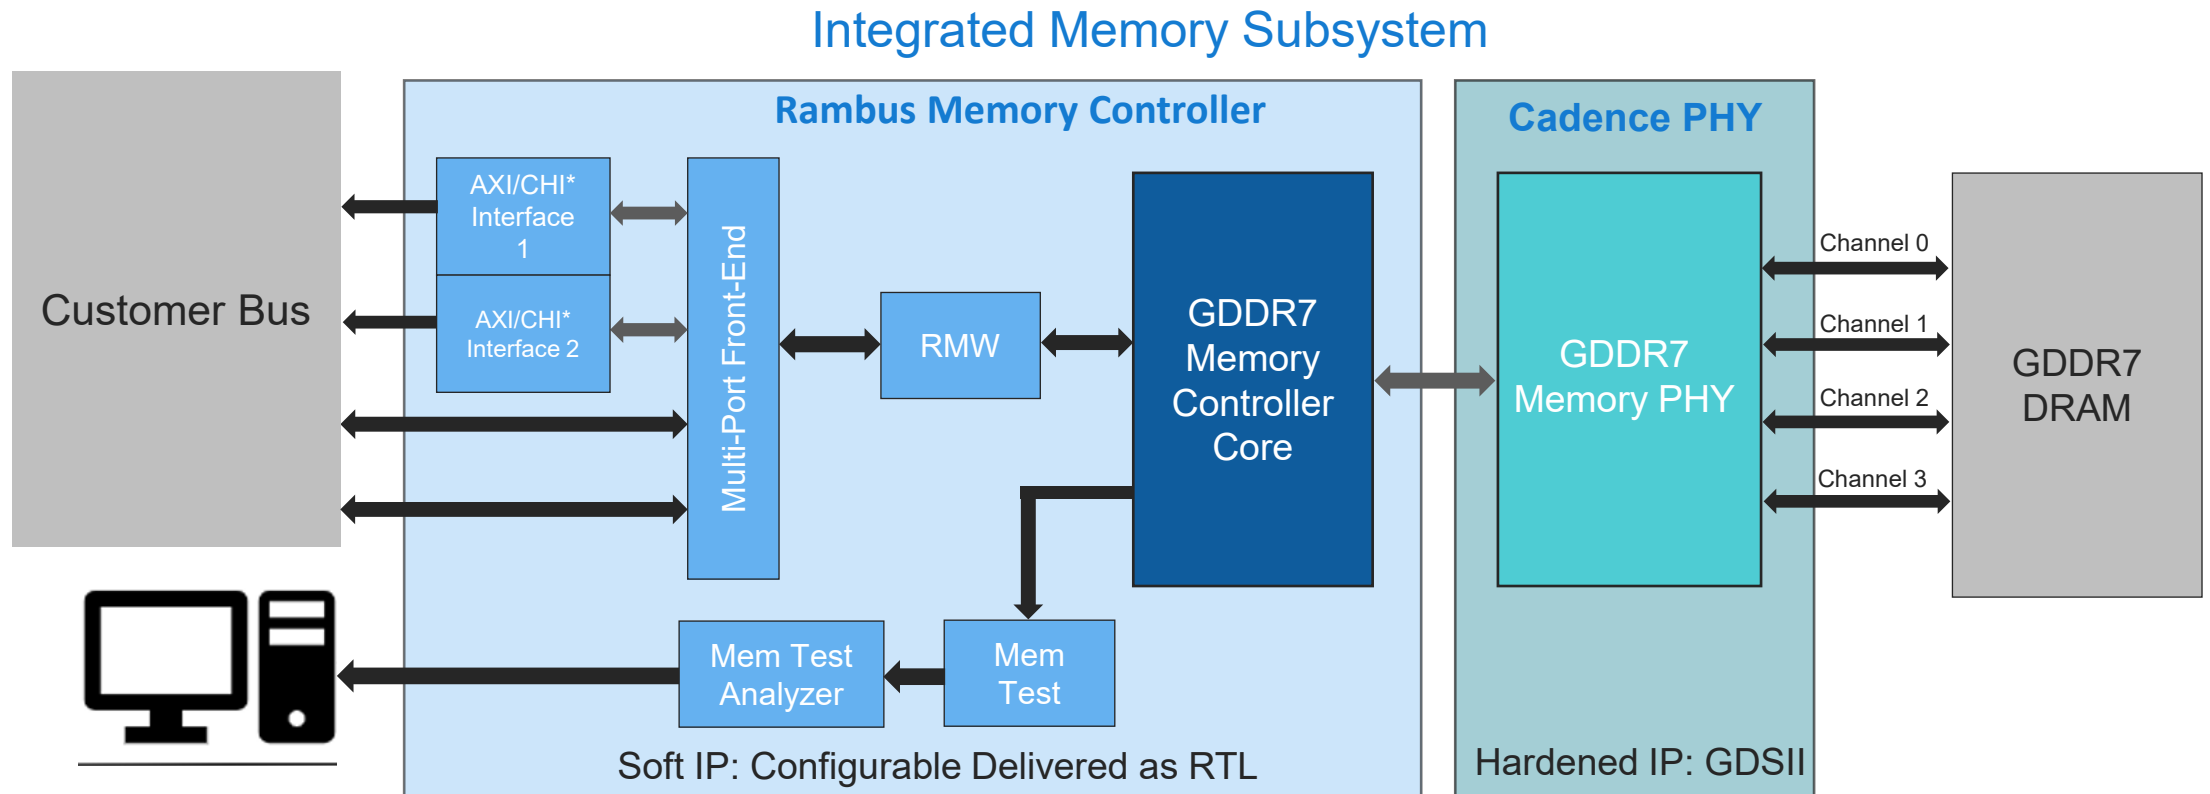 Integrated Memory Subsystem
Customer Bus
Rambus Memory Controller
AXI/CHI*
Interface
1
AXI/CHI*
Interface 2
Multi-Port Front-End
RMW
GDDR7
Memory
Controller
Core
Mem Test
Analyzer
Mem
Test
Soft IP: Configurable Delivered as RTL
Cadence PHY
GDDR7
Memory PHY
Hardened IP: GDSII
Channel 0
Channel 1
Channel 2
Channel 3
GDDR7
DRAM